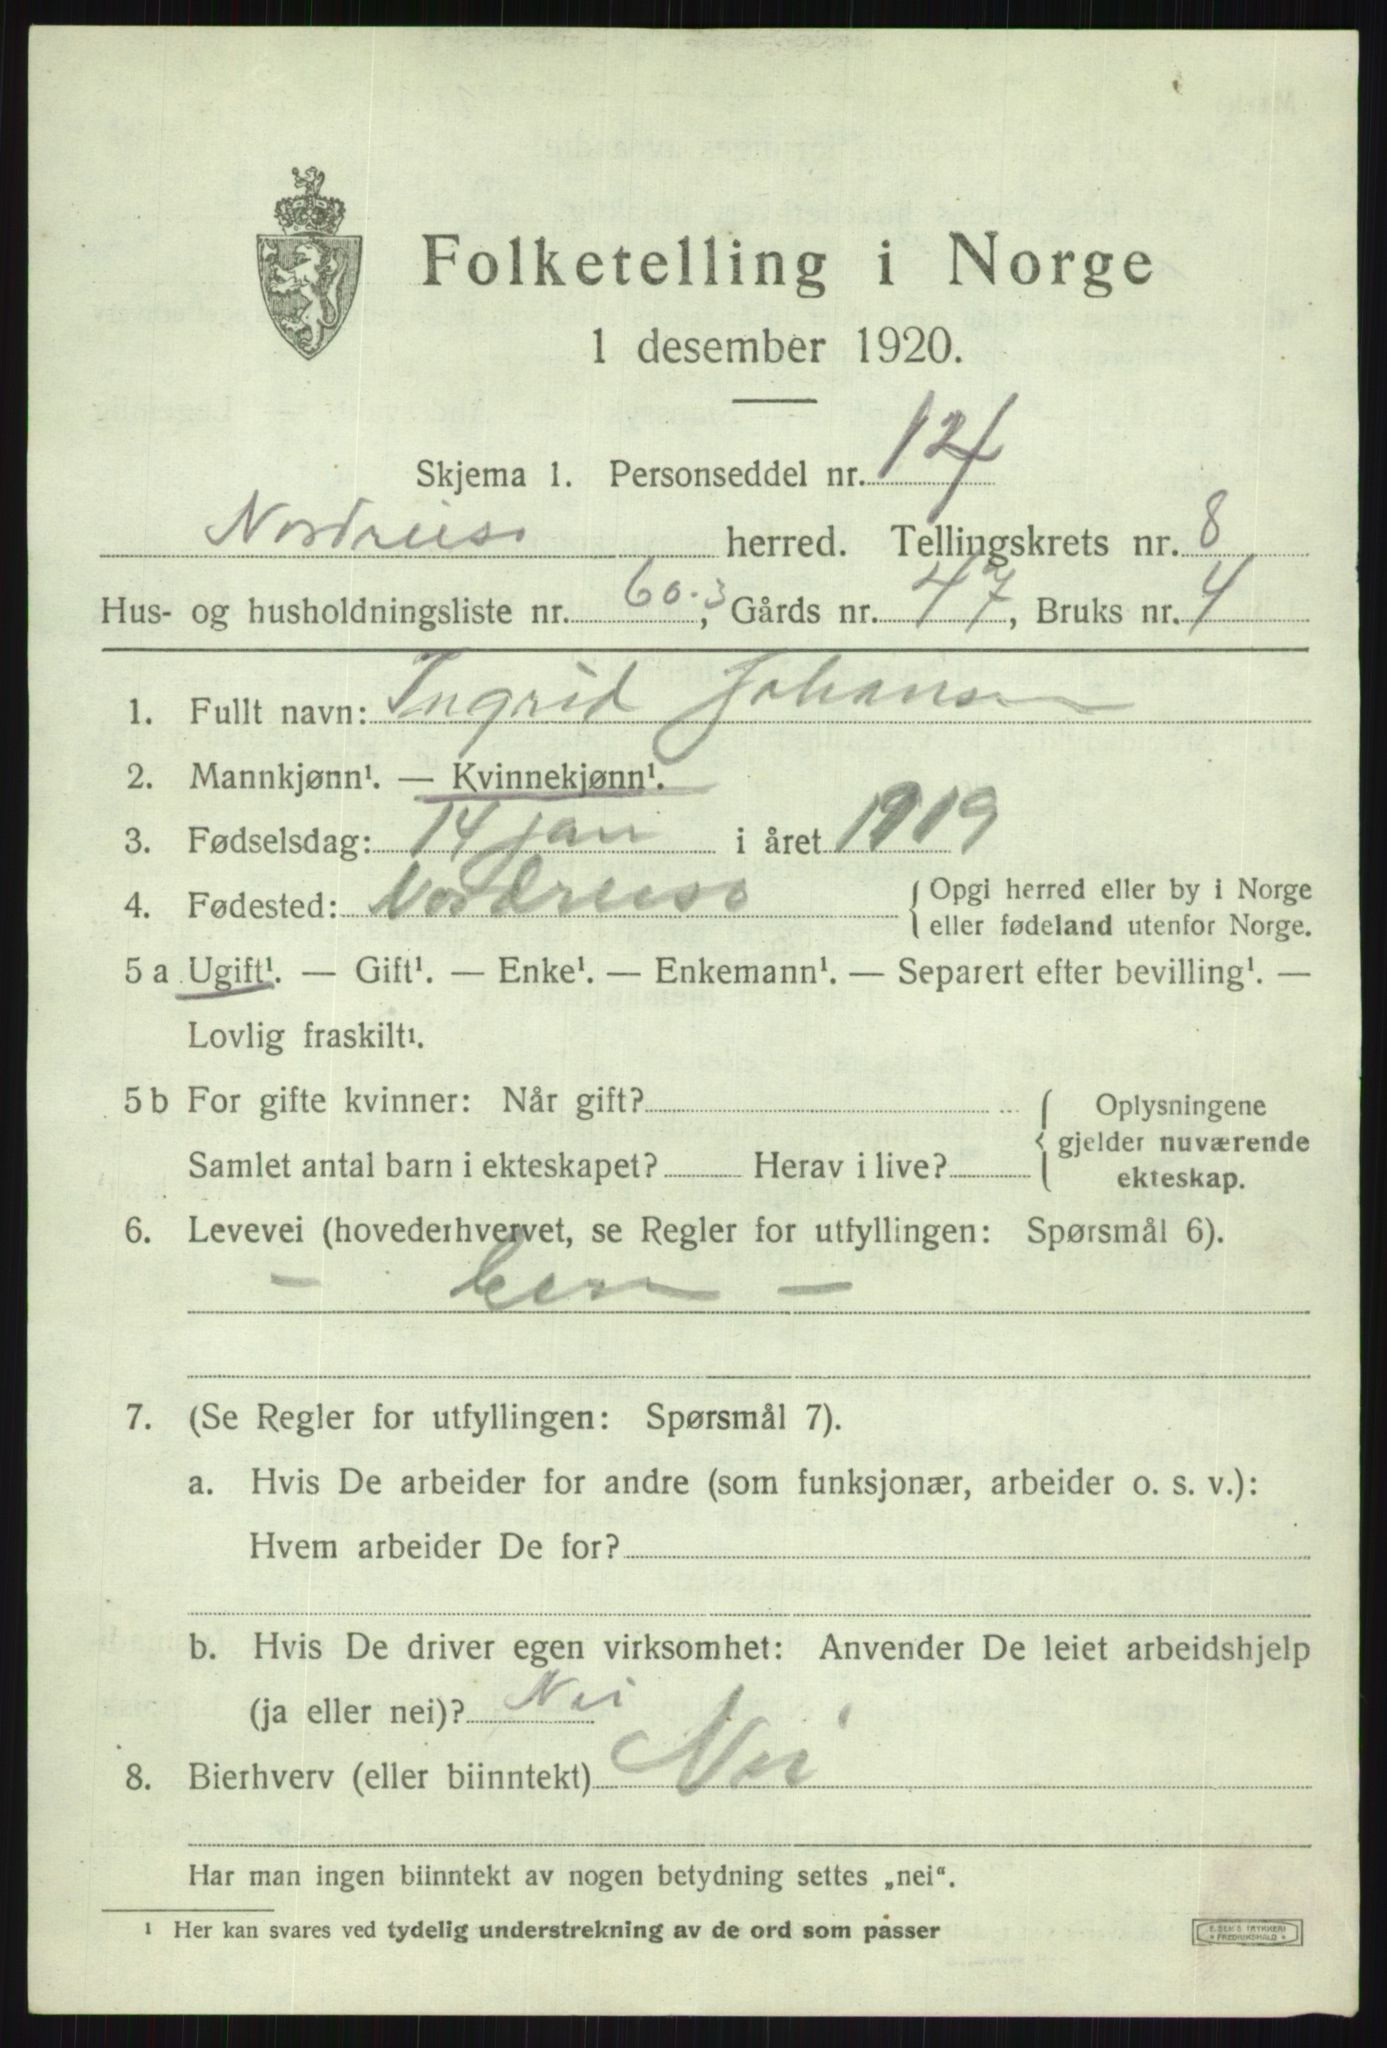 Folketelling i Norge
1 desember 1920.
Skjema 1. Personseddel nr. 12
Nordreisa herred. Tellingskrets nr. 8
Hus- og husholdningsliste nr. 60.3, Gårds nr. 47, Bruks nr. 4
1. Fullt navn: Ingrid Johansen
2. Mannkjønn¹. — Kvinnekjønn¹.
3. Fødselsdag: 14 jan i året 1919
4. Fødested: Nordreisa { Opgi herred eller by i Norge
eller fødeland utenfor Norge.
5 a Ugift¹. — Gift¹. — Enke¹. — Enkemann¹. — Separert efter bevilling¹. —
Lovlig fraskilt¹.
5 b For gifte kvinner: Når gift? { Oplysningene
gjelder nuværende
Samlet antal barn i ekteskapet? Herav i live?
ekteskap.
6. Levevei (hovederhvervet, se Regler for utfyllingen: Spørsmål 6).
7. (Se Regler for utfyllingen: Spørsmål 7).
a. Hvis De arbeider for andre (som funksjonær, arbeider o. s. v.):
Hvem arbeider De for?
b. Hvis De driver egen virksomhet: Anvender De leiet arbeidshjelp
(ja eller nei)? Nei
8. Bierhverv (eller biinntekt) Nei
Har man ingen biinntekt av nogen betydning settes „nei“.
¹ Her kan svares ved tydelig understrekning av de ord som passer
E. SEM'S TRYKKERI
* FREDRIKSHALD *